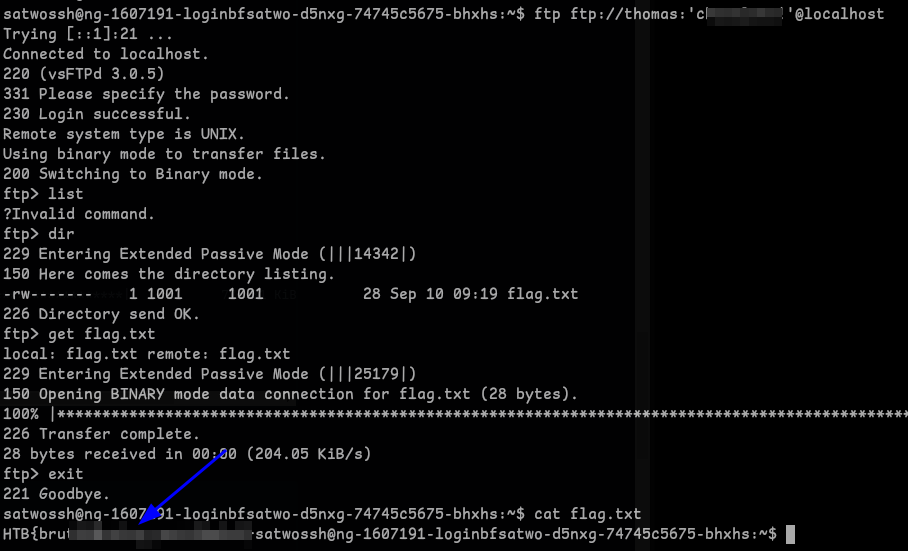 satwossh@ng-1607191-loginbfsatwo-d5nxg-74745c5675-bhxhs:~$ ftp ftp://thomas:'c '@localhost
Trying [::1]:21 ...
Connected to localhost.
220 (vsFTPd 3.0.5)
331 Please specify the password.
230 Login successful.
Remote system type is UNIX.
Using binary mode to transfer files.
200 Switching to Binary mode.
ftp> list
?Invalid command.
ftp> dir
229 Entering Extended Passive Mode (|||14342|)
150 Here comes the directory listing.
-rw------- 1 1001 1001 28 Sep 10 09:19 flag.txt
226 Directory send OK.
ftp> get flag.txt
local: flag.txt remote: flag.txt
229 Entering Extended Passive Mode (|||25179|)
150 Opening BINARY mode data connection for flag.txt (28 bytes).
100% |***********************************************************************************************
226 Transfer complete.
28 bytes received in 00:00 (204.05 KiB/s)
ftp> exit
221 Goodbye.
satwossh@ng-1607191-loginbfsatwo-d5nxg-74745c5675-bhxhs:~$ cat flag.txt
HTB{brut satwossh@ng-1607191-loginbfsatwo-d5nxg-74745c5675-bhxhs:~$